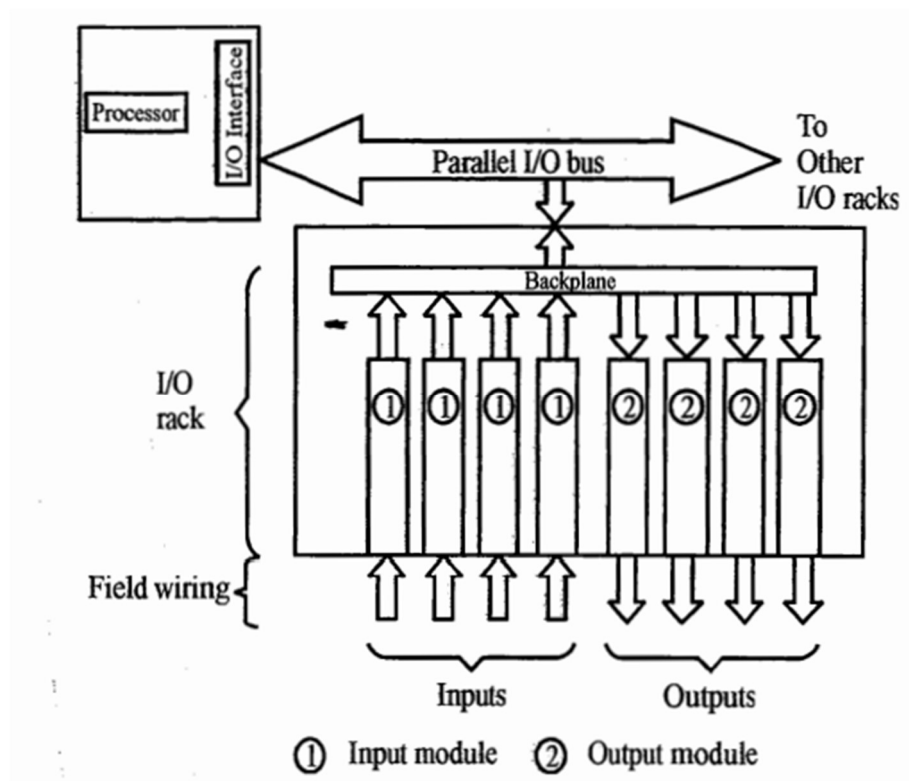 Processor
I/O Interface
Parallel I/O bus
To
Other
I/O racks
Backplane
I/O
rack
1 1 1 1 2 2 2 2
Field wiring
Inputs
Outputs
1 Input module 2 Output module